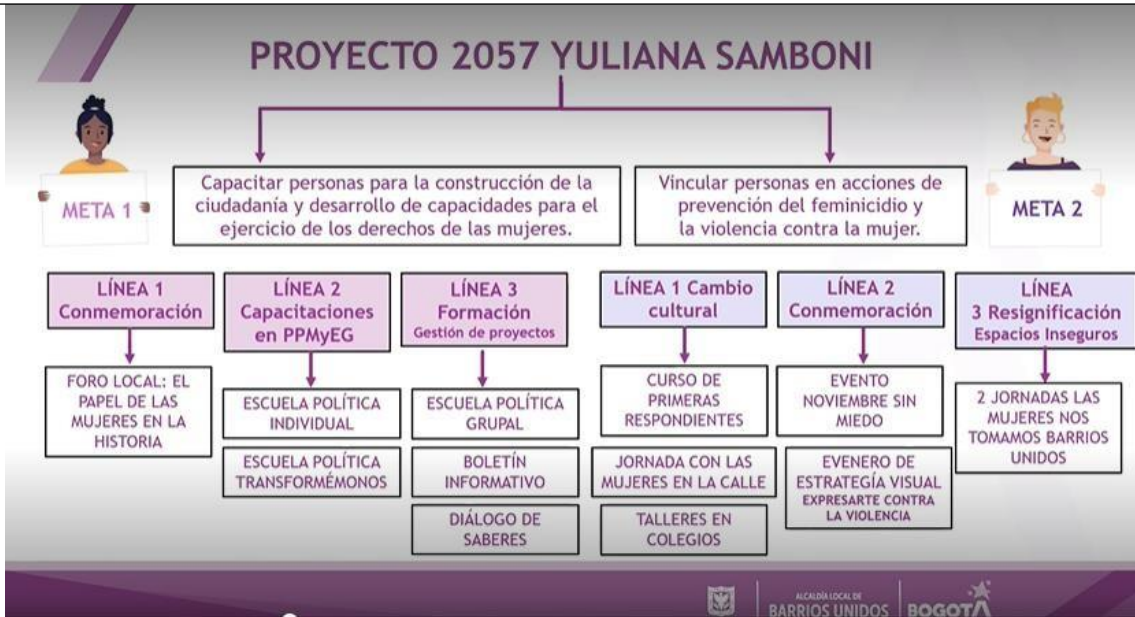 PROYECTO 2057 YULIANA SAMBONI
META 1
Capacitar personas para la construcción de la
ciudadanía y desarrollo de capacidades para el
ejercicio de los derechos de las mujeres.
Vincular personas en acciones de
prevención del feminicidio y
la violencia contra la mujer.
META 2
LÍNEA 1
Conmemoración
FORO LOCAL: EL
PAPEL DE LAS
MUJERES EN LA
HISTORIA
LÍNEA 2
Capacitaciones
en PPMyEG
ESCUELA POLÍTICA
INDIVIDUAL
ESCUELA POLÍTICA
TRANSFORMÉMONOS
LÍNEA 3
Formación
Gestión de proyectos
ESCUELA POLÍTICA
GRUPAL
BOLETÍN
INFORMATIVO
DIÁLOGO DE
SABERES
LÍNEA 1 Cambio
cultural
CURSO DE
PRIMERAS
RESPONDIENTES
JORNADA CON LAS
MUJERES EN LA CALLE
TALLERES EN
COLEGIOS
LÍNEA 2
Conmemoración
EVENTO
NOVIEMBRE SIN
MIEDO
EVENERO DE
ESTRATEGÍA VISUAL
EXPRESARTE CONTRA
LA VIOLENCIA
LÍNEA
3 Resignificación
Espacios Inseguros
2 JORNADAS LAS
MUJERES NOS
TOMAMOS BARRIOS
UNIDOS
ALCALDÍA LOCAL DE
BARRIOS UNIDOS
BOGOTÁ